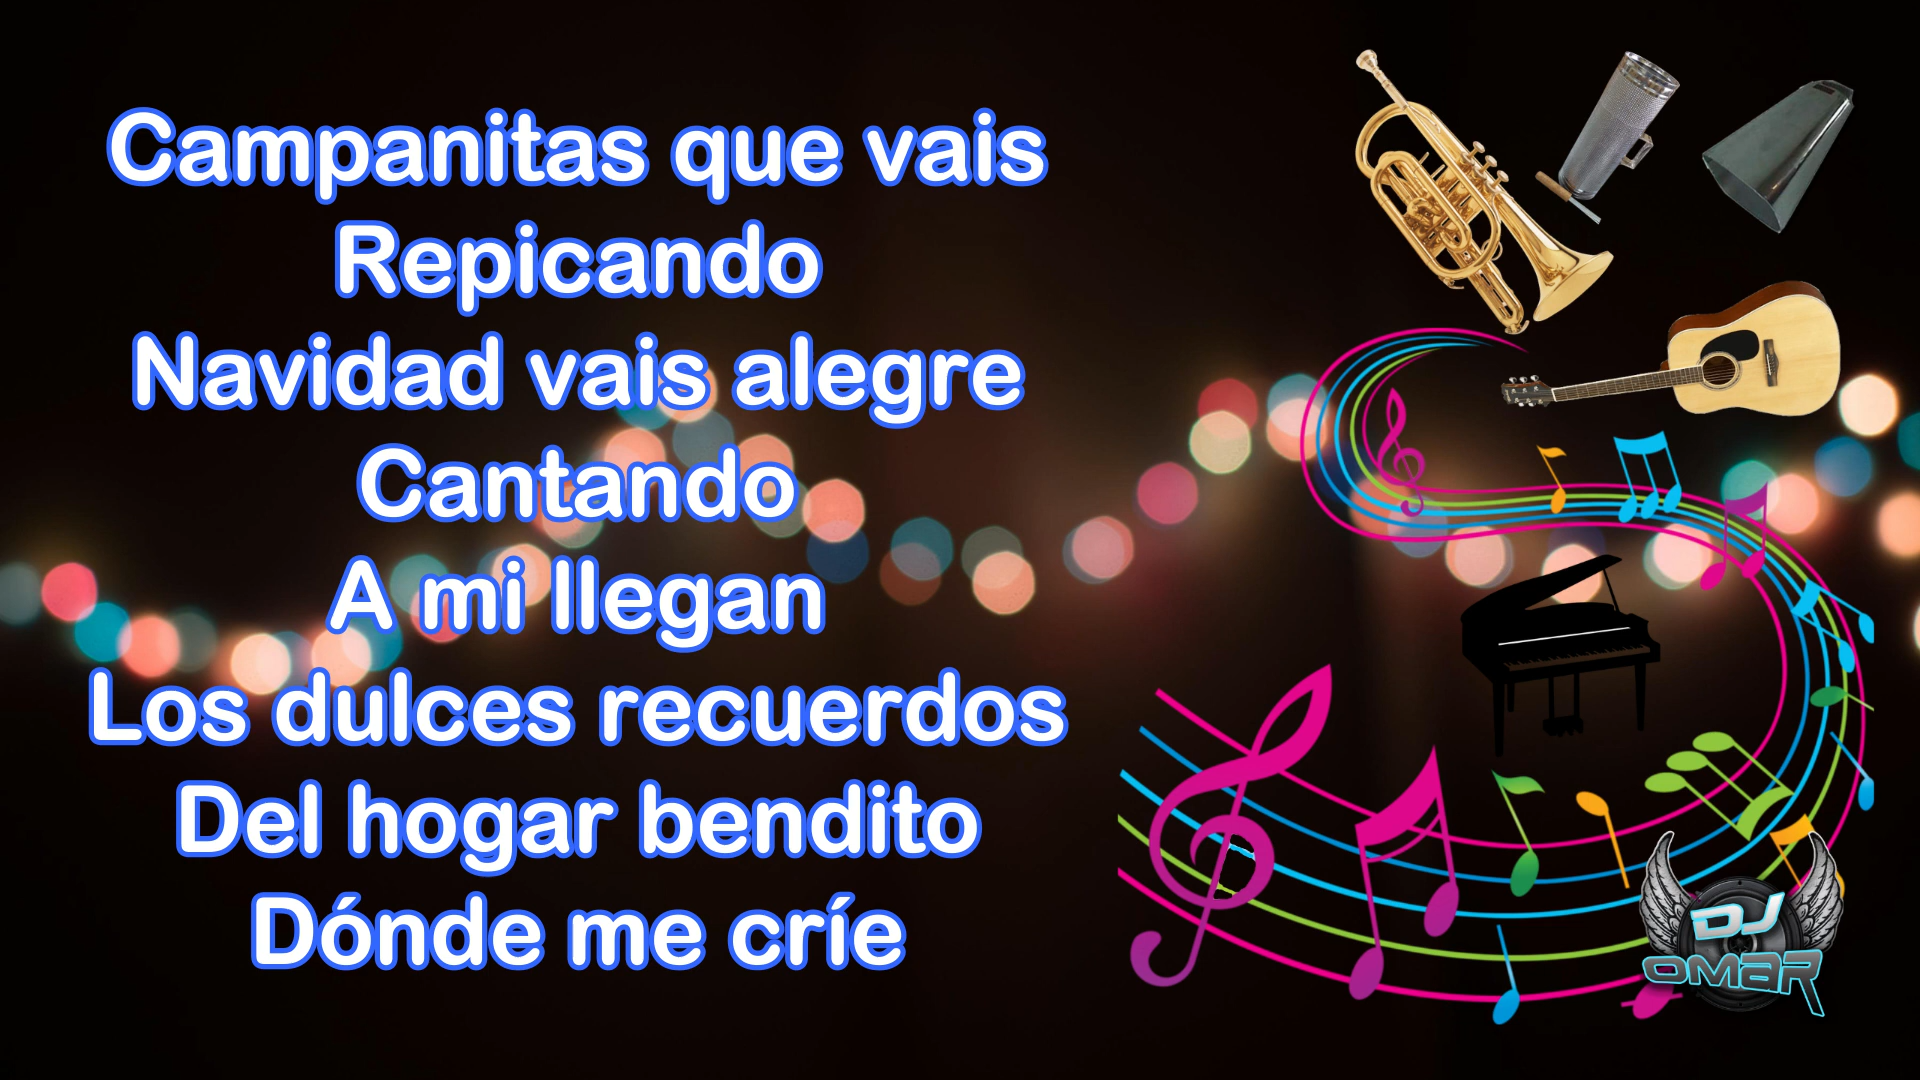 Campanitas que vais
Repicando
Navidad vais alegre
Cantando
A mi llegan
Los dulces recuerdos
Del hogar bendito
Dónde me críe
DJ
OMAR